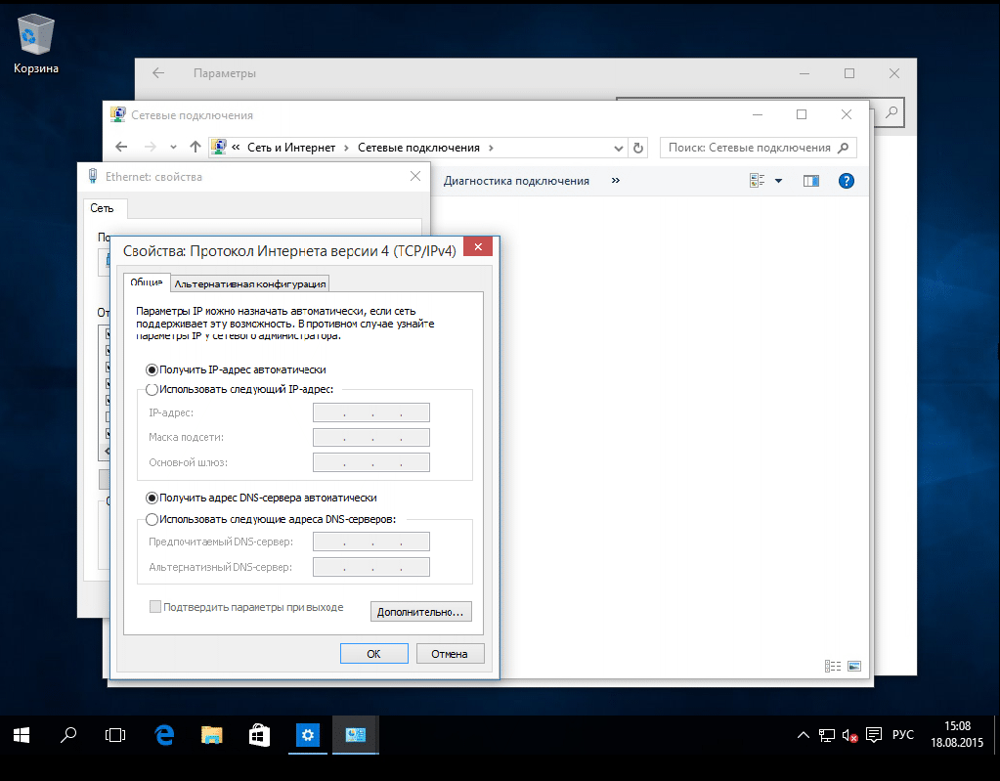 Корзина
Параметры
Сетевые подключения
« Сеть и Интернет > Сетевые подключения >
Поиск: Сетевые подключения
Ethernet: свойства
Диагностика подключения »
Сеть
Свойства: Протокол Интернета версии 4 (TCP/IPv4)
Общие
Альтернативная конфигурация
Параметры IP можно назначать автоматически, если сеть
поддерживает эту возможность. В противном случае узнайте
параметры IP у сетевого администратора.
Получить IP-адрес автоматически
Использовать следующий IP-адрес:
IP-адрес:
Маска подсети:
Основной шлюз:
Получить адрес DNS-сервера автоматически
Использовать следующие адреса DNS-серверов:
Предпочитаемый DNS-сервер:
Альтернативный DNS-сервер:
Подтвердить параметры при выходе
Дополнительно...
ОК
Отмена
РУС
15:08
18.08.2015